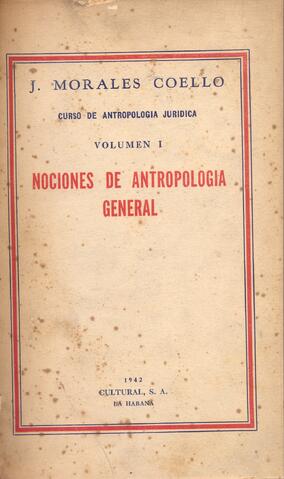 J. MORALES COELLO
CURSO DE ANTROPOLOGIA JURIDICA
VOLUMEN I
NOCIONES DE ANTROPOLOGIA
GENERAL
1942
CULTURAL, S. A.
LA HABANA